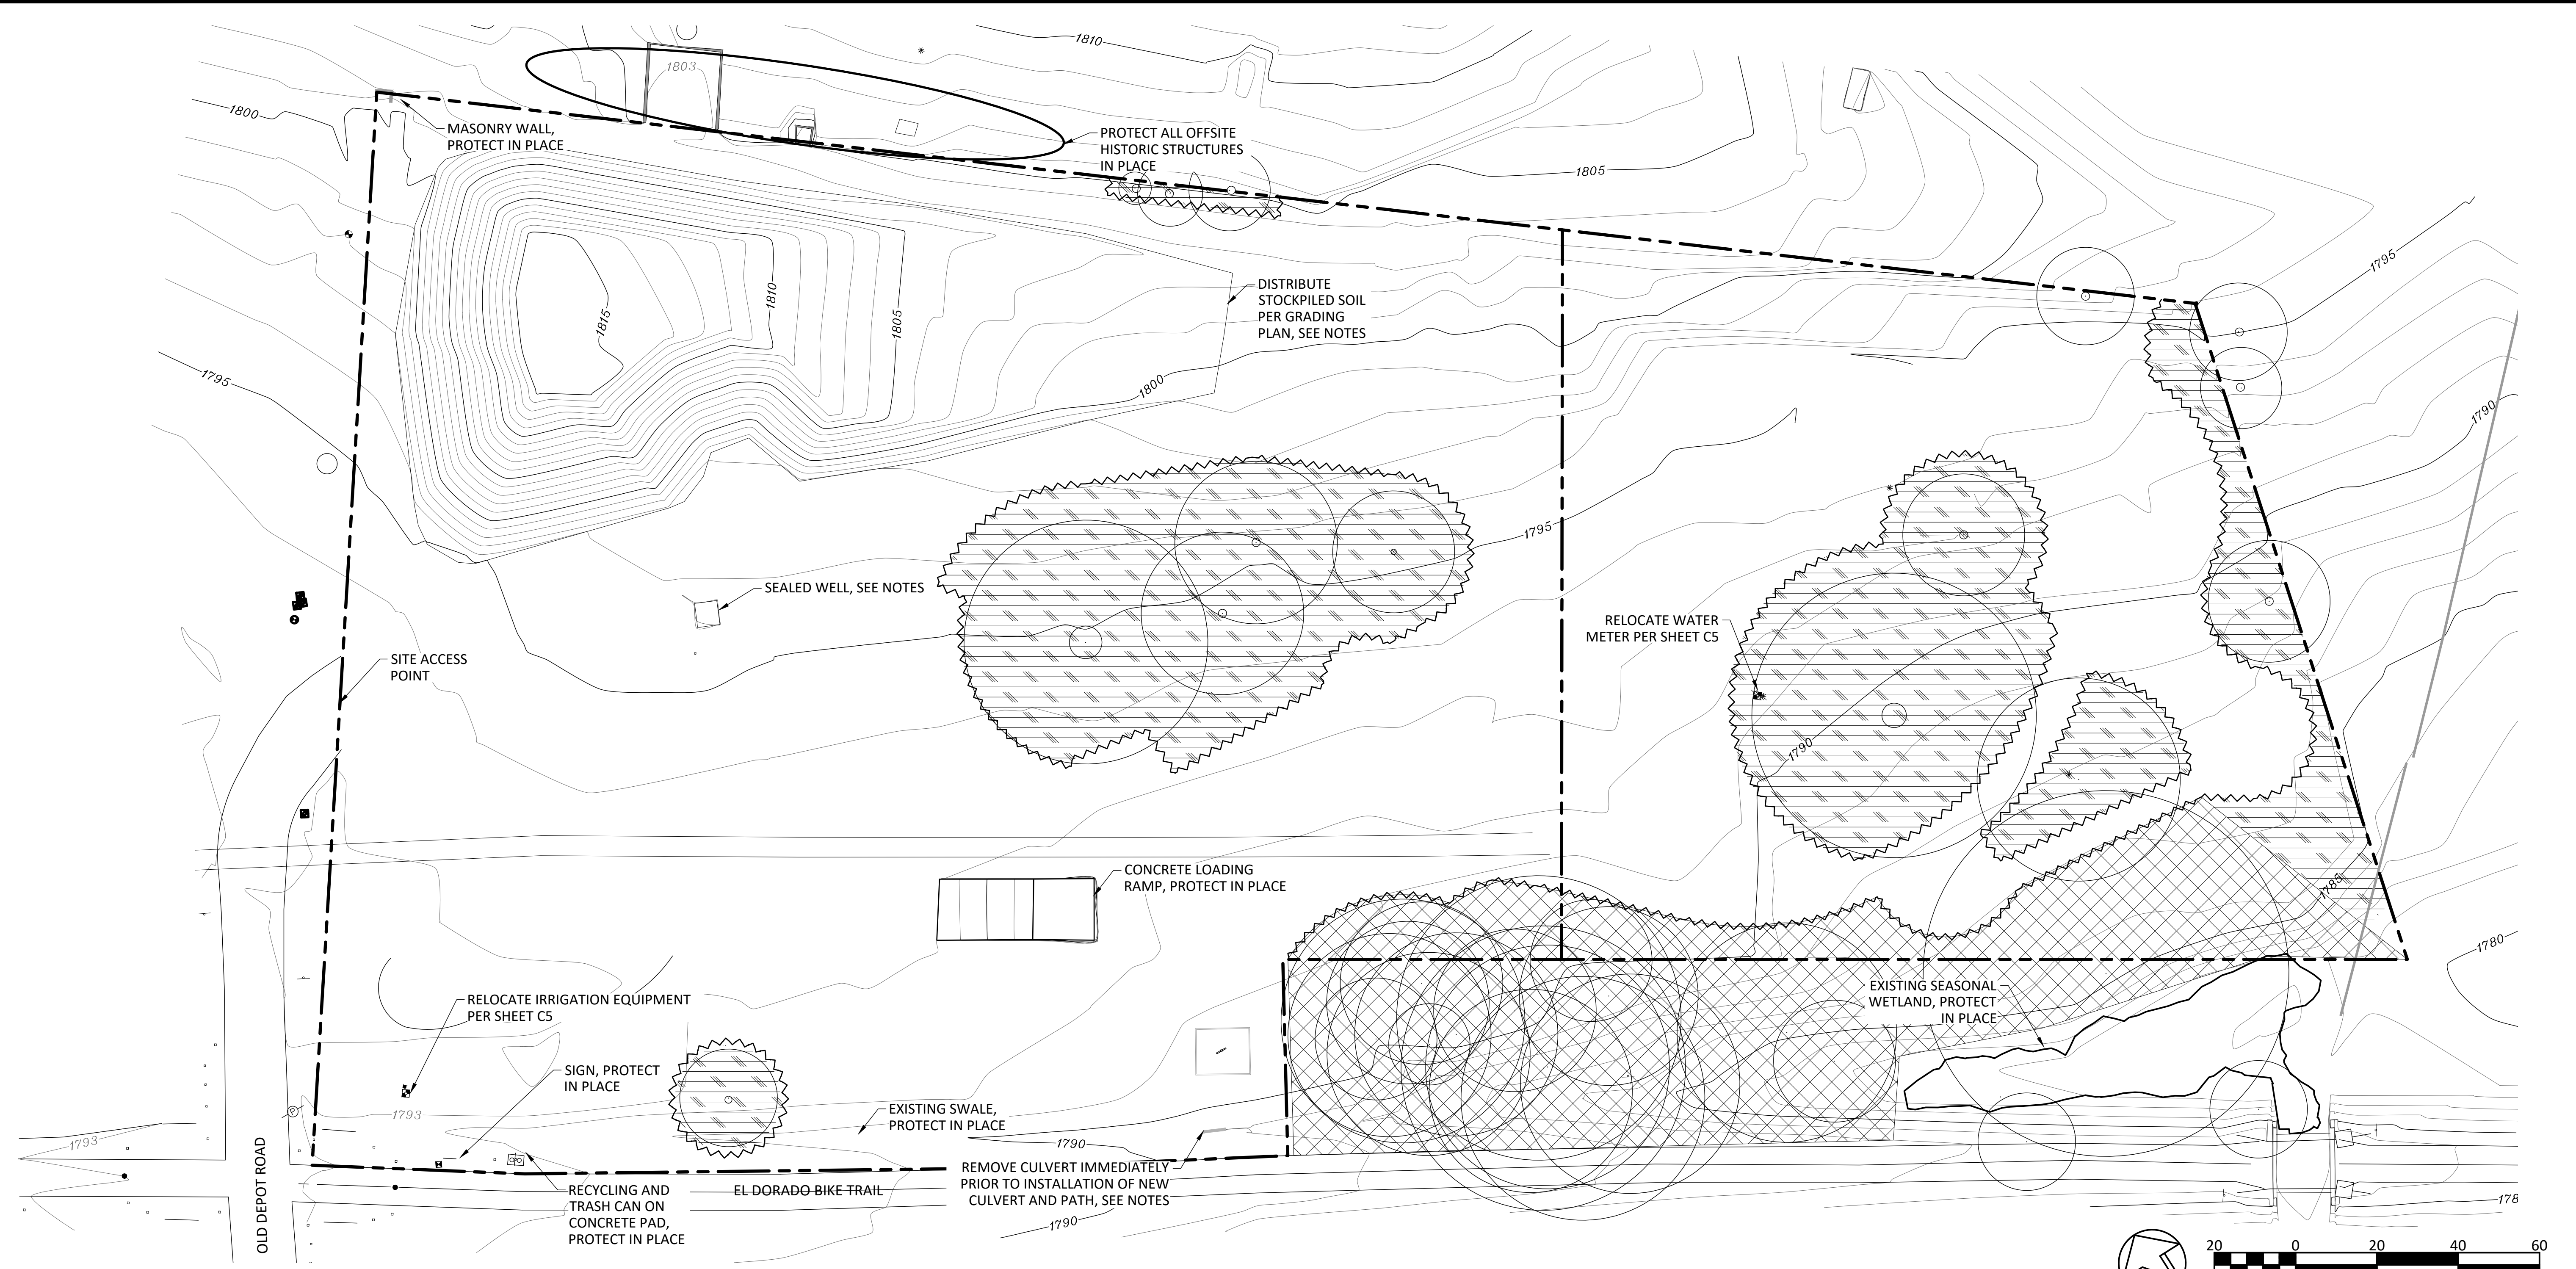 1810
1803
1800
MASONRY WALL,
PROTECT IN PLACE
PROTECT ALL OFFSITE
HISTORIC STRUCTURES
IN PLACE
1805
1795
DISTRIBUTE
STOCKPILED SOIL
PER GRADING
PLAN, SEE NOTES
1810
1815
1805
1795
1800
1790
1795
SEALED WELL, SEE NOTES
RELOCATE WATER
METER PER SHEET C5
SITE ACCESS
POINT
1790
CONCRETE LOADING
RAMP, PROTECT IN PLACE
1785
1780
EXISTING SEASONAL
WETLAND, PROTECT
IN PLACE
RELOCATE IRRIGATION EQUIPMENT
PER SHEET C5
SIGN, PROTECT
IN PLACE
1793
EXISTING SWALE,
PROTECT IN PLACE
1793
1790
OLD DEPOT ROAD
REMOVE CULVERT IMMEDIATELY
PRIOR TO INSTALLATION OF NEW
CULVERT AND PATH, SEE NOTES
RECYCLING AND
TRASH CAN ON
CONCRETE PAD,
PROTECT IN PLACE
EL DORADO BIKE TRAIL
178
1790
20 0 20 40 60